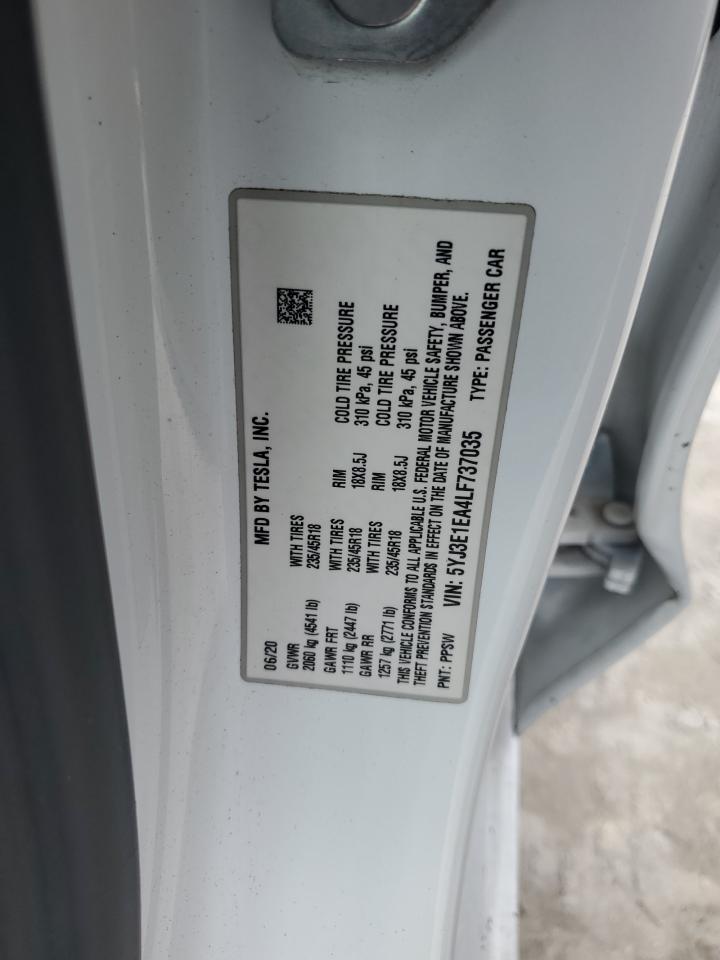 MFD BY TESLA, INC.
06/20
GVWR WITH TIRES
2060 kg (4541 lb) 235/45R18
GAWR FRT WITH TIRES RIM COLD TIRE PRESSURE
1110 kg (2447 lb) 235/45R18 18X8.5J 310 kPa, 45 psi
GAWR RR WITH TIRES RIM COLD TIRE PRESSURE
1257 kg (2771 lb) 235/45R18 18X8.5J 310 kPa, 45 psi
THIS VEHICLE CONFORMS TO ALL APPLICABLE U.S. FEDERAL MOTOR VEHICLE SAFETY, BUMPER, AND
THEFT PREVENTION STANDARDS IN EFFECT ON THE DATE OF MANUFACTURE SHOWN ABOVE.
PNT: PPSW VIN: 5YJ3E1EA4LF737035 TYPE: PASSENGER CAR